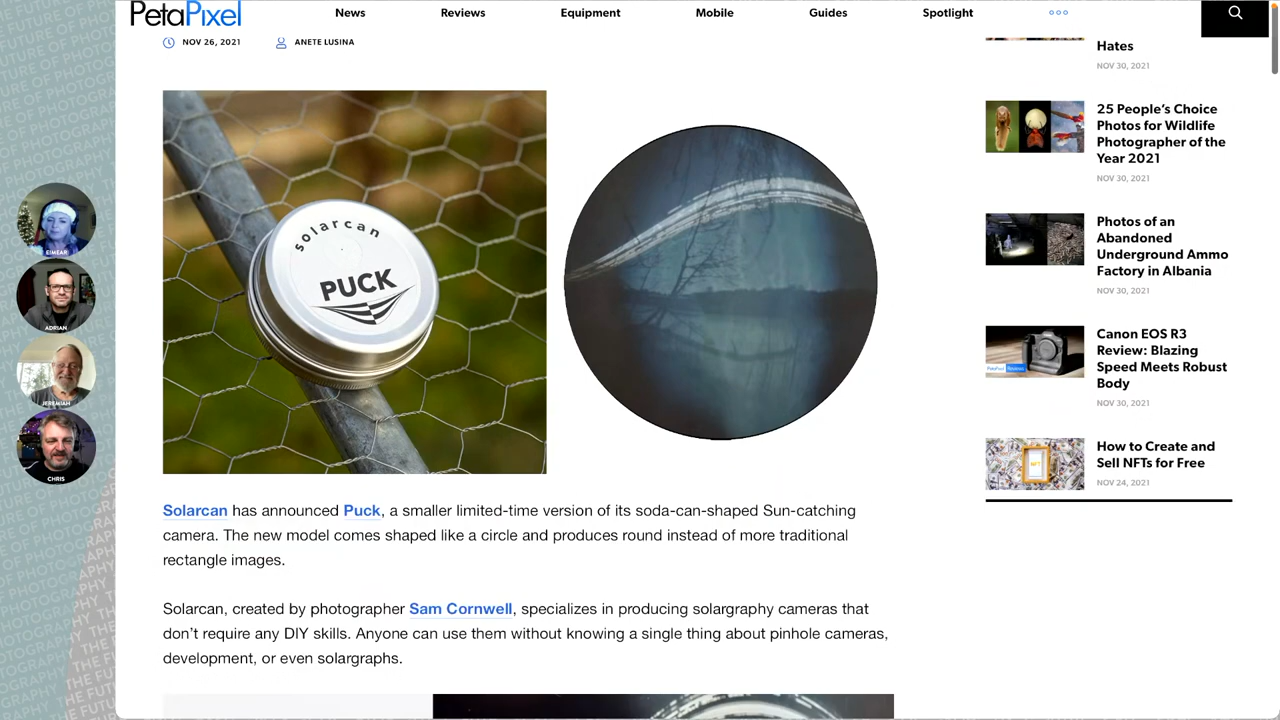 PetaPixel
News
Reviews
Equipment
Mobile
Guides
Spotlight
NOV 26, 2021
ANETE LUSINA
solarcan
PUCK
Solarcan has announced Puck, a smaller limited-time version of its soda-can-shaped Sun-catching
camera. The new model comes shaped like a circle and produces round instead of more traditional
rectangle images.
Solarcan, created by photographer Sam Cornwell, specializes in producing solargraphy cameras that
don't require any DIY skills. Anyone can use them without knowing a single thing about pinhole cameras,
development, or even solargraphs.
Hates
NOV 30, 2021
25 People's Choice
Photos for Wildlife
Photographer of the
Year 2021
NOV 30, 2021
Photos of an
Abandoned
Underground Ammo
Factory in Albania
NOV 30, 2021
Canon EOS R3
Review: Blazing
Speed Meets Robust
Body
NOV 30, 2021
How to Create and
Sell NFTs for Free
NOV 24, 2021
EIMEAR
ADRIAN
JEREMIAH
CHRIS